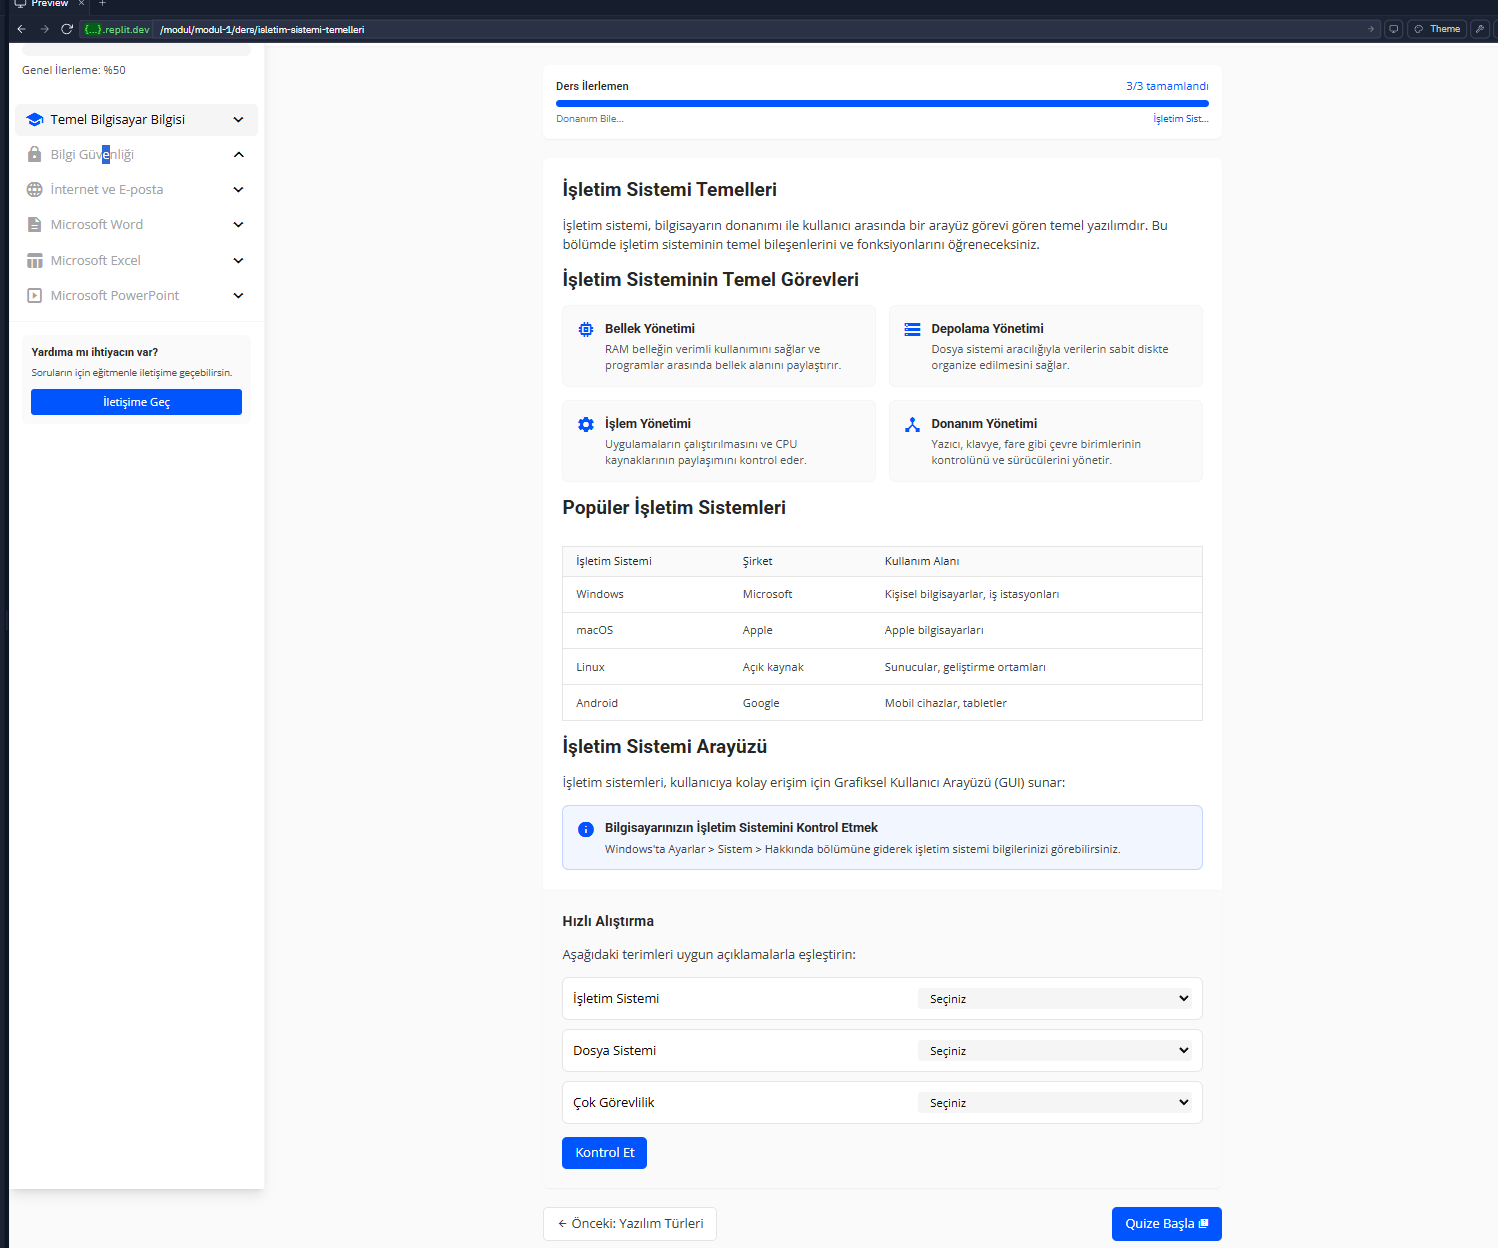 Preview
{...}.replit.dev /modul/modul-1/ders/isletim-sistemi-temelleri
Theme
Genel İlerleme: %50
Temel Bilgisayar Bilgisi
Bilgi Güvenliği
İnternet ve E-posta
Microsoft Word
Microsoft Excel
Microsoft PowerPoint
Yardıma mı ihtiyacın var?
Soruların için eğitmenle iletişime geçebilirsin.
İletişime Geç
Ders İlerlemen
3/3 tamamlandı
Donanım Bile...
İşletim Sist...
İşletim Sistemi Temelleri
İşletim sistemi, bilgisayarın donanımı ile kullanıcı arasında bir arayüz görevi gören temel yazılımdır. Bu
bölümde işletim sisteminin temel bileşenlerini ve fonksiyonlarını öğreneceksiniz.
İşletim Sisteminin Temel Görevleri
Bellek Yönetimi
RAM belleğin verimli kullanımını sağlar ve
programlar arasında bellek alanını paylaştırır.
Depolama Yönetimi
Dosya sistemi aracılığıyla verilerin sabit diskte
organize edilmesini sağlar.
İşlem Yönetimi
Uygulamaların çalıştırılmasını ve CPU
kaynaklarının paylaşımını kontrol eder.
Donanım Yönetimi
Yazıcı, klavye, fare gibi çevre birimlerinin
kontrolünü ve sürücülerini yönetir.
Popüler İşletim Sistemleri
İşletim Sistemi Şirket Kullanım Alanı
Windows Microsoft Kişisel bilgisayarlar, iş istasyonları
macOS Apple Apple bilgisayarları
Linux Açık kaynak Sunucular, geliştirme ortamları
Android Google Mobil cihazlar, tabletler
İşletim Sistemi Arayüzü
İşletim sistemleri, kullanıcıya kolay erişim için Grafiksel Kullanıcı Arayüzü (GUI) sunar:
Bilgisayarınızın İşletim Sistemini Kontrol Etmek
Windows'ta Ayarlar > Sistem > Hakkında bölümüne giderek işletim sistemi bilgilerinizi görebilirsiniz.
Hızlı Alıştırma
Aşağıdaki terimleri uygun açıklamalarla eşleştirin:
İşletim Sistemi Seçiniz
Dosya Sistemi Seçiniz
Çok Görevlilik Seçiniz
Kontrol Et
← Önceki: Yazılım Türleri
Quize Başla